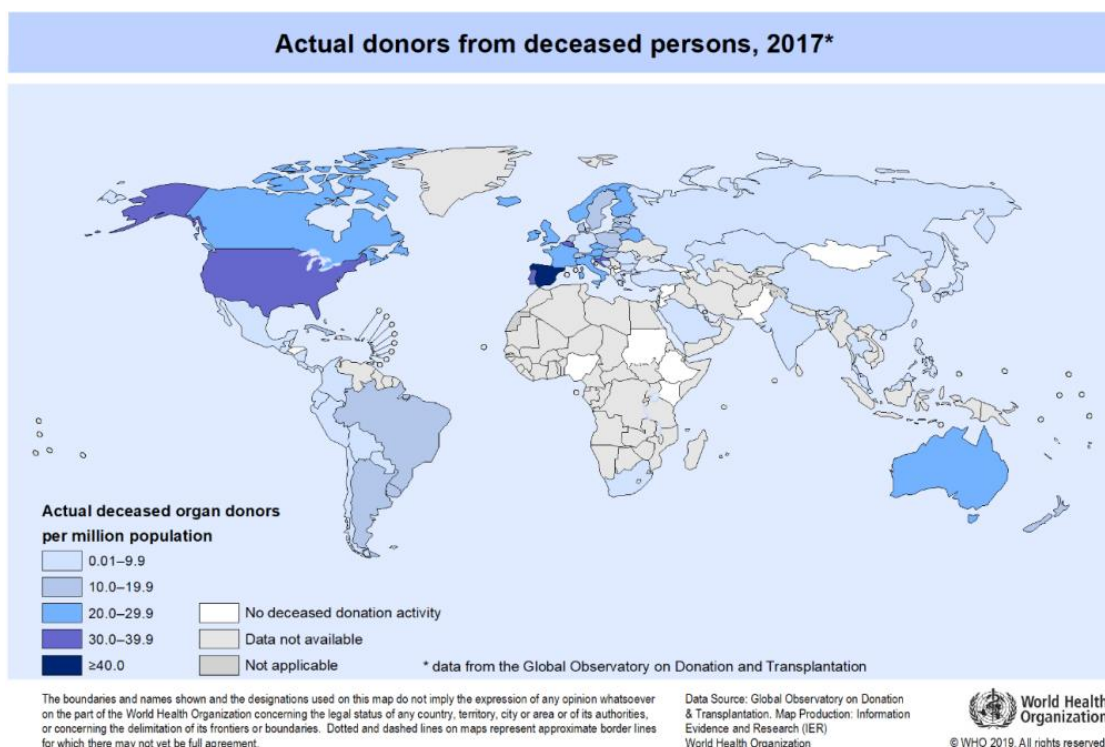 Actual donors from deceased persons, 2017*
Actual deceased organ donors
per million population
0.01–9.9
10.0–19.9
20.0–29.9
30.0–39.9
≥40.0
No deceased donation activity
Data not available
Not applicable
* data from the Global Observatory on Donation and Transplantation
The boundaries and names shown and the designations used on this map do not imply the expression of any opinion whatsoever
on the part of the World Health Organization concerning the legal status of any country, territory, city or area or of its authorities,
or concerning the delimitation of its frontiers or boundaries. Dotted and dashed lines on maps represent approximate border lines
for which there may not yet be full agreement.
Data Source: Global Observatory on Donation
& Transplantation. Map Production: Information
Evidence and Research (IER)
World Health Organization
World Health
Organization
© WHO 2019. All rights reserved